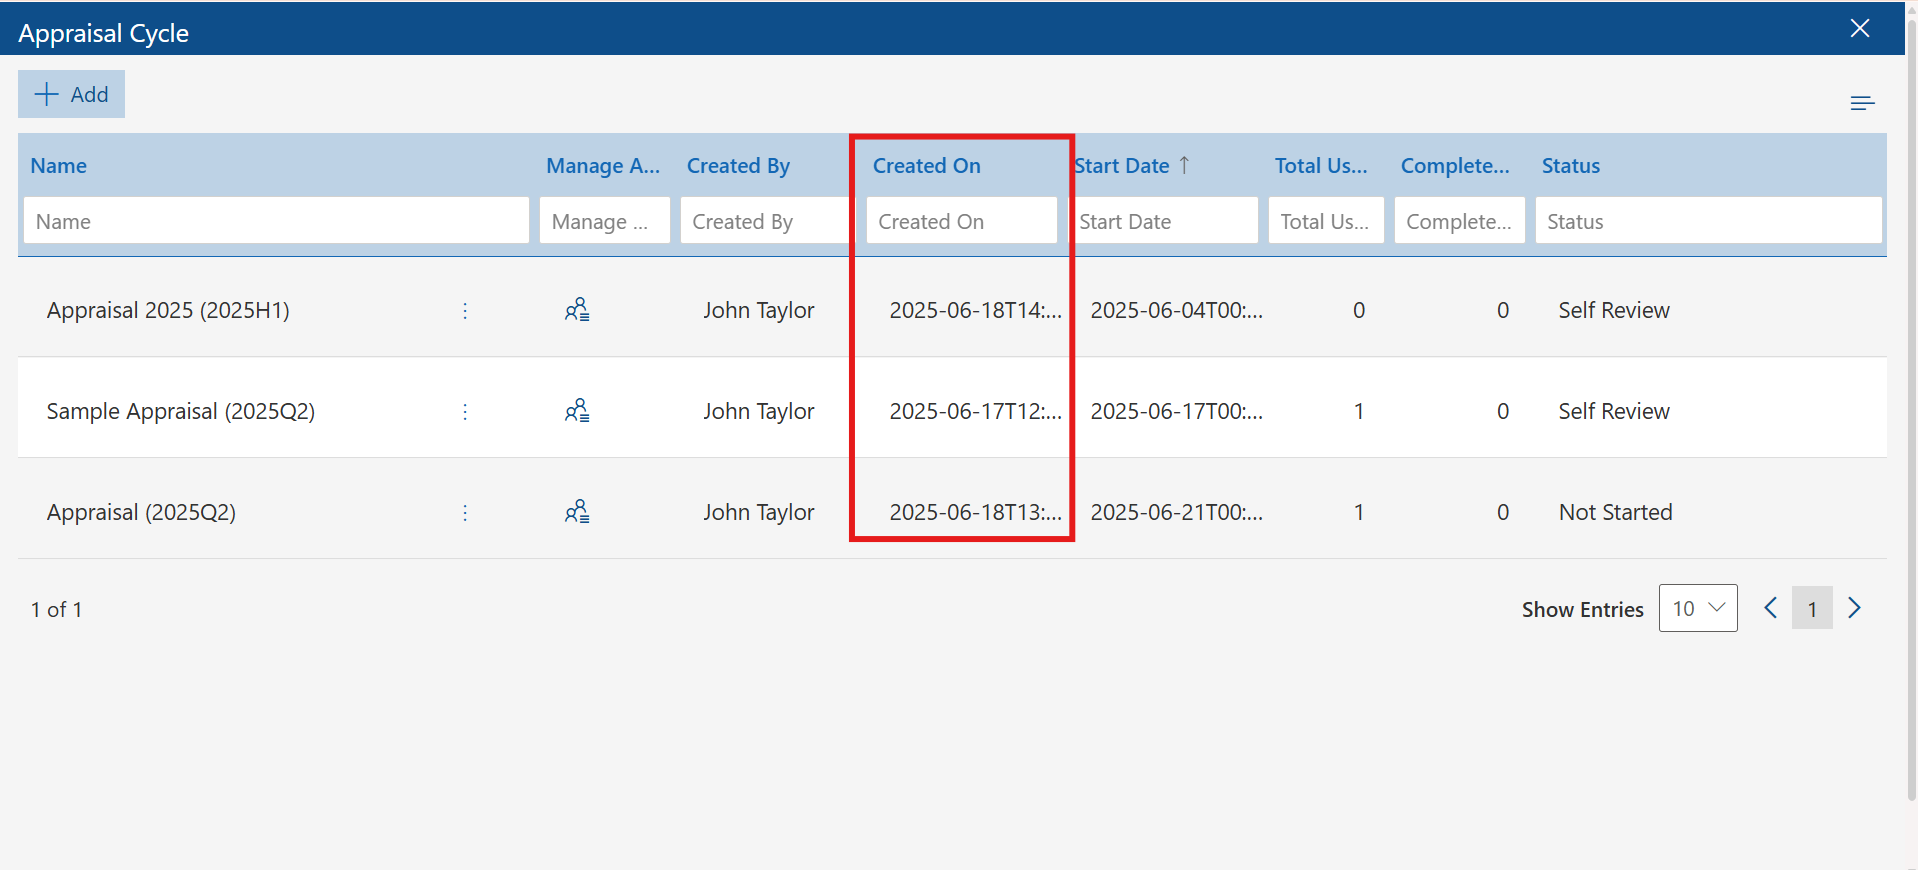 Appraisal Cycle
Add
Name Manage A... Created By Created On Start Date ↑ Total Us... Complete... Status
Name Manage ... Created By Created On Start Date Total Us... Complete... Status
Appraisal 2025 (2025H1) John Taylor 2025-06-18T14:... 2025-06-04T00:... 0 0 Self Review
Sample Appraisal (2025Q2) John Taylor 2025-06-17T12:... 2025-06-17T00:... 1 0 Self Review
Appraisal (2025Q2) John Taylor 2025-06-18T13:... 2025-06-21T00:... 1 0 Not Started
1 of 1 Show Entries 10 1